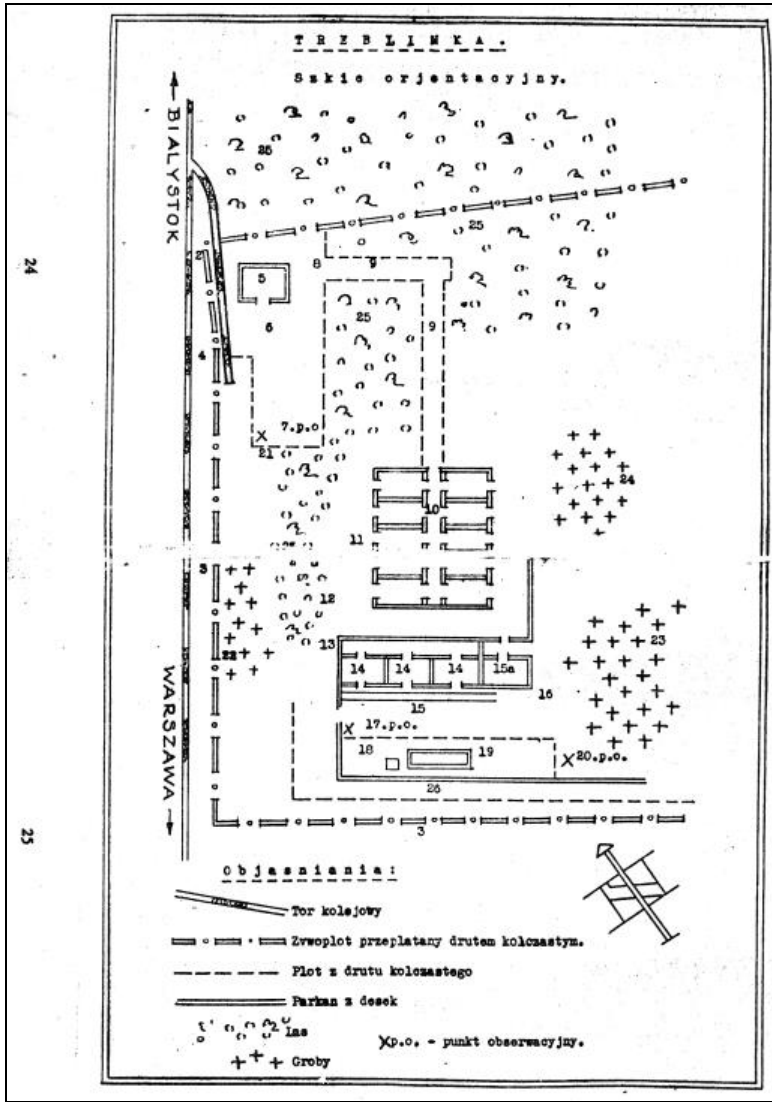 TREBLINKA.
Szkic orjentacyjny.
BIALYSTOK
25
2
8
9
25
5
24
6
25
9
4
7.p.o
21
24
10
11
3
12
22
13
23
14
14
14
15a
16
15
17.p.o.
18
19
20.p.o.
WARSZAWA
26
25
3
Objasniania:
Tor kolejowy
Zywoplot przeplatany drutem kolczastym.
Plot z drutu kolczastego
Parkan z desek
Las
Xp.o. - punkt obserwacyjny.
Groby